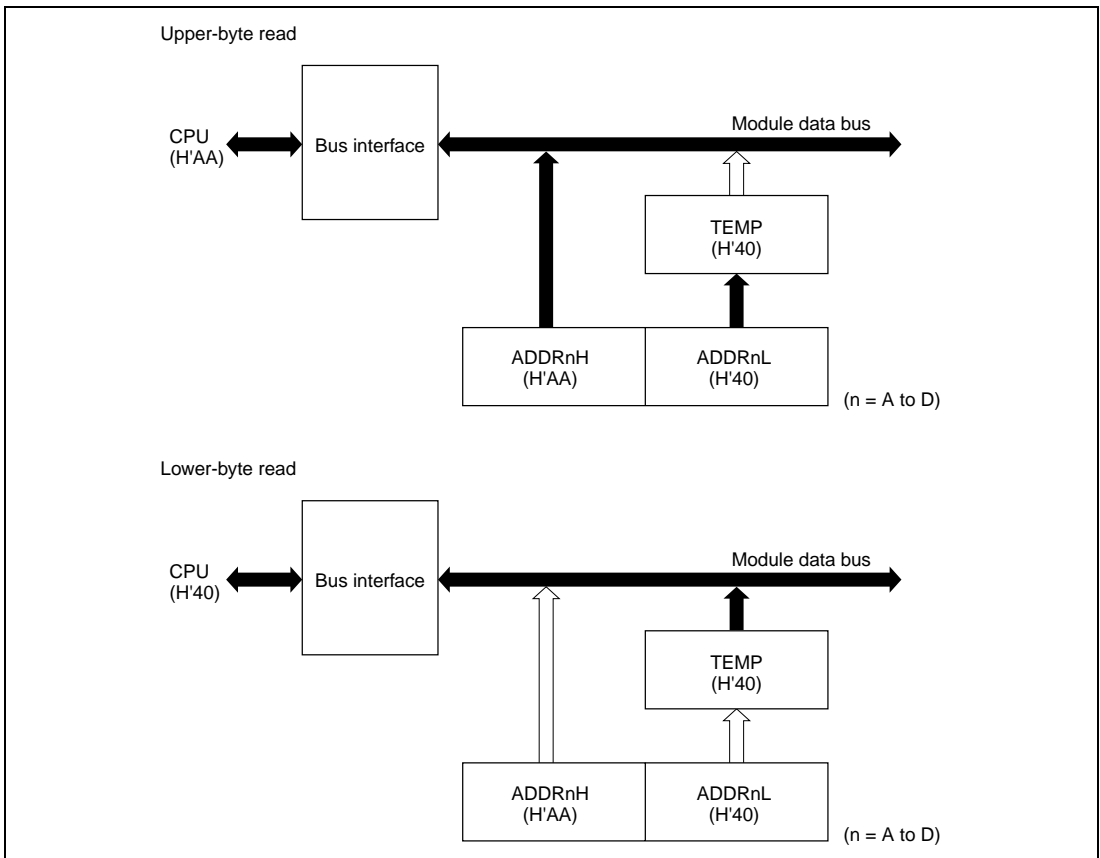 Upper-byte read
CPU
(H'AA)
Bus interface
Module data bus
TEMP
(H'40)
ADDRnH
(H'AA)
ADDRnL
(H'40)
(n = A to D)
Lower-byte read
CPU
(H'40)
Bus interface
Module data bus
TEMP
(H'40)
ADDRnH
(H'AA)
ADDRnL
(H'40)
(n = A to D)